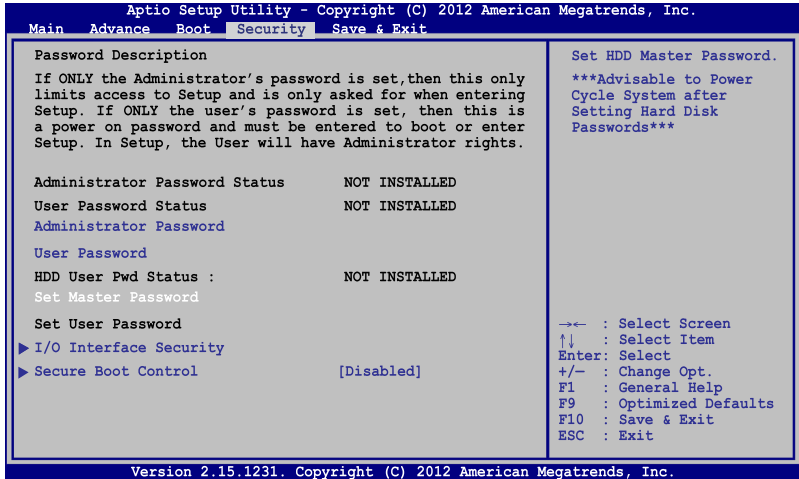 Aptio Setup Utility - Copyright (C) 2012 American Megatrends, Inc.
Main Advance Boot Security Save & Exit
Password Description
If ONLY the Administrator's password is set,then this only
limits access to Setup and is only asked for when entering
Setup. If ONLY the user's password is set, then this is
a power on password and must be entered to boot or enter
Setup. In Setup, the User will have Administrator rights.
Administrator Password Status NOT INSTALLED
User Password Status NOT INSTALLED
Administrator Password
User Password
HDD User Pwd Status : NOT INSTALLED
Set Master Password
Set User Password
I/O Interface Security
Secure Boot Control [Disabled]
Set HDD Master Password.
***Advisable to Power
Cycle System after
Setting Hard Disk
Passwords***
→← : Select Screen
↑↓ : Select Item
Enter: Select
+/— : Change Opt.
F1 : General Help
F9 : Optimized Defaults
F10 : Save & Exit
ESC : Exit
Version 2.15.1231. Copyright (C) 2012 American Megatrends, Inc.